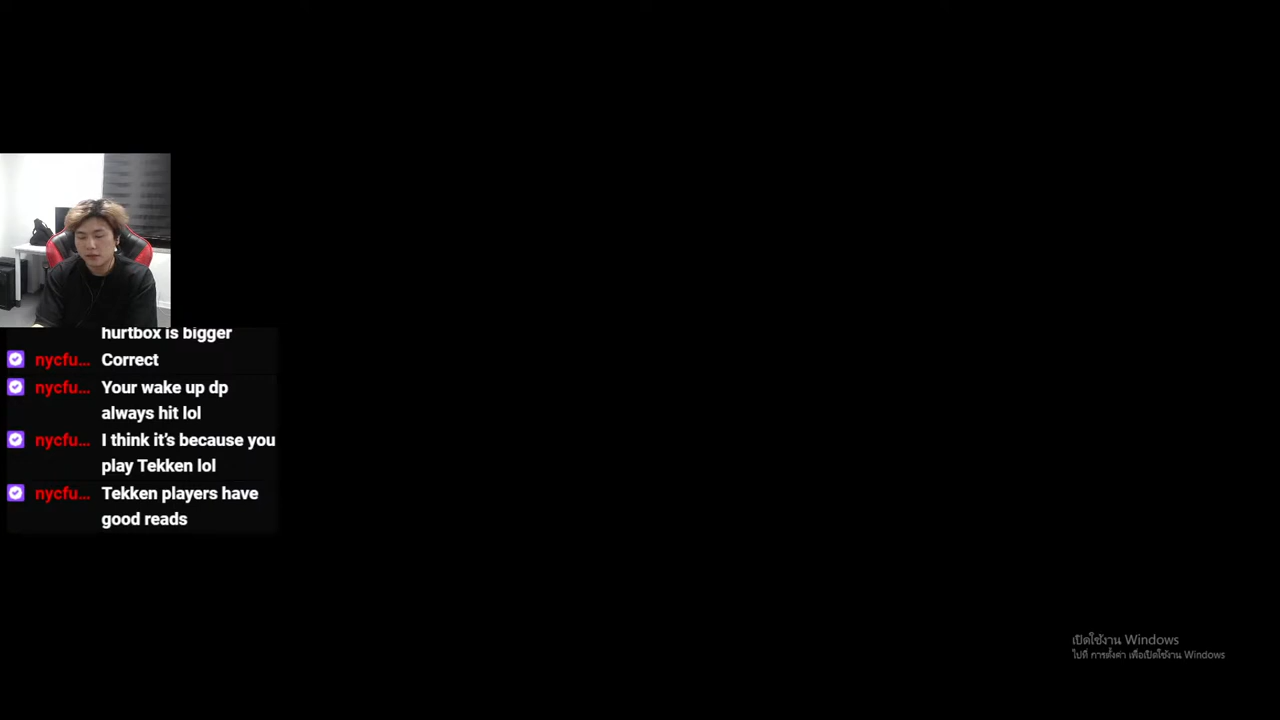 hurtbox is bigger
nycfu... Correct
nycfu... Your wake up dp
always hit lol
nycfu... I think it’s because you
play Tekken lol
nycfu... Tekken players have
good reads
เปิดใช้งาน Windows
ไปที่ การตั้งค่า เพื่อเปิดใช้งาน Windows